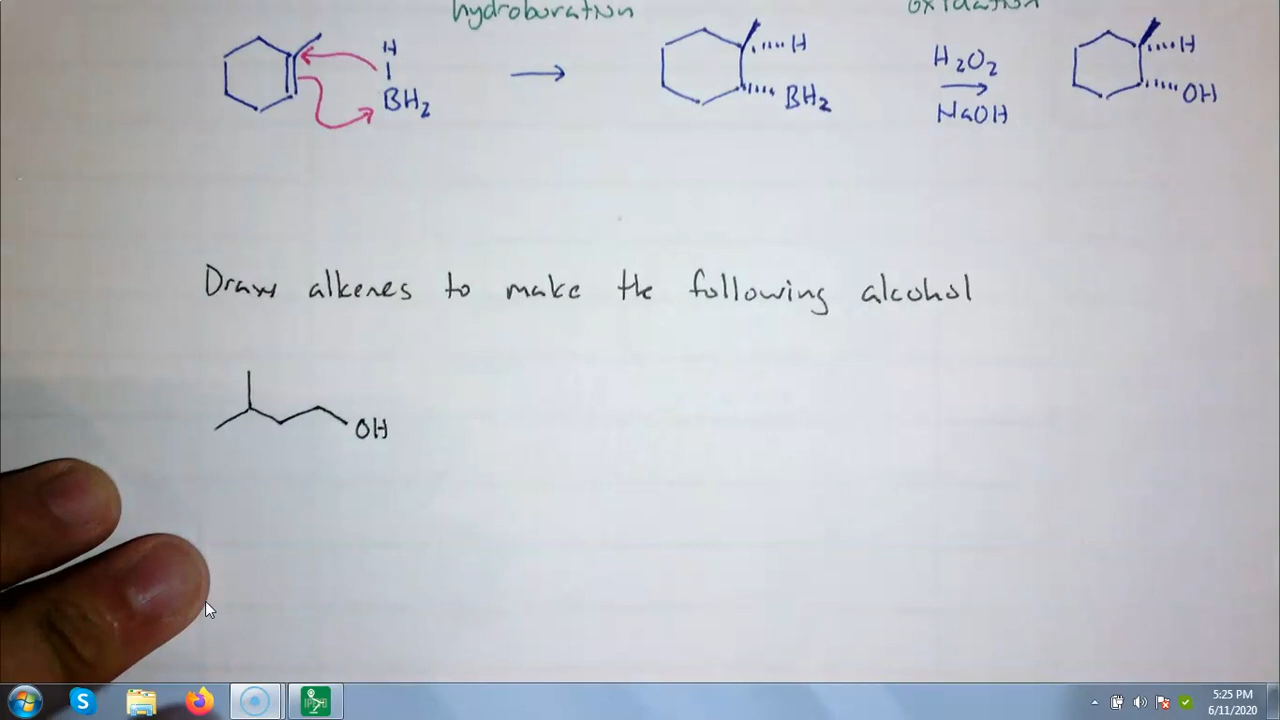 hydroboration oxidation
H
BH₂
H
BH₂
H₂O₂
NaOH
H
OH
Draw alkenes to make the following alcohol
OH
5:25 PM
6/11/2020